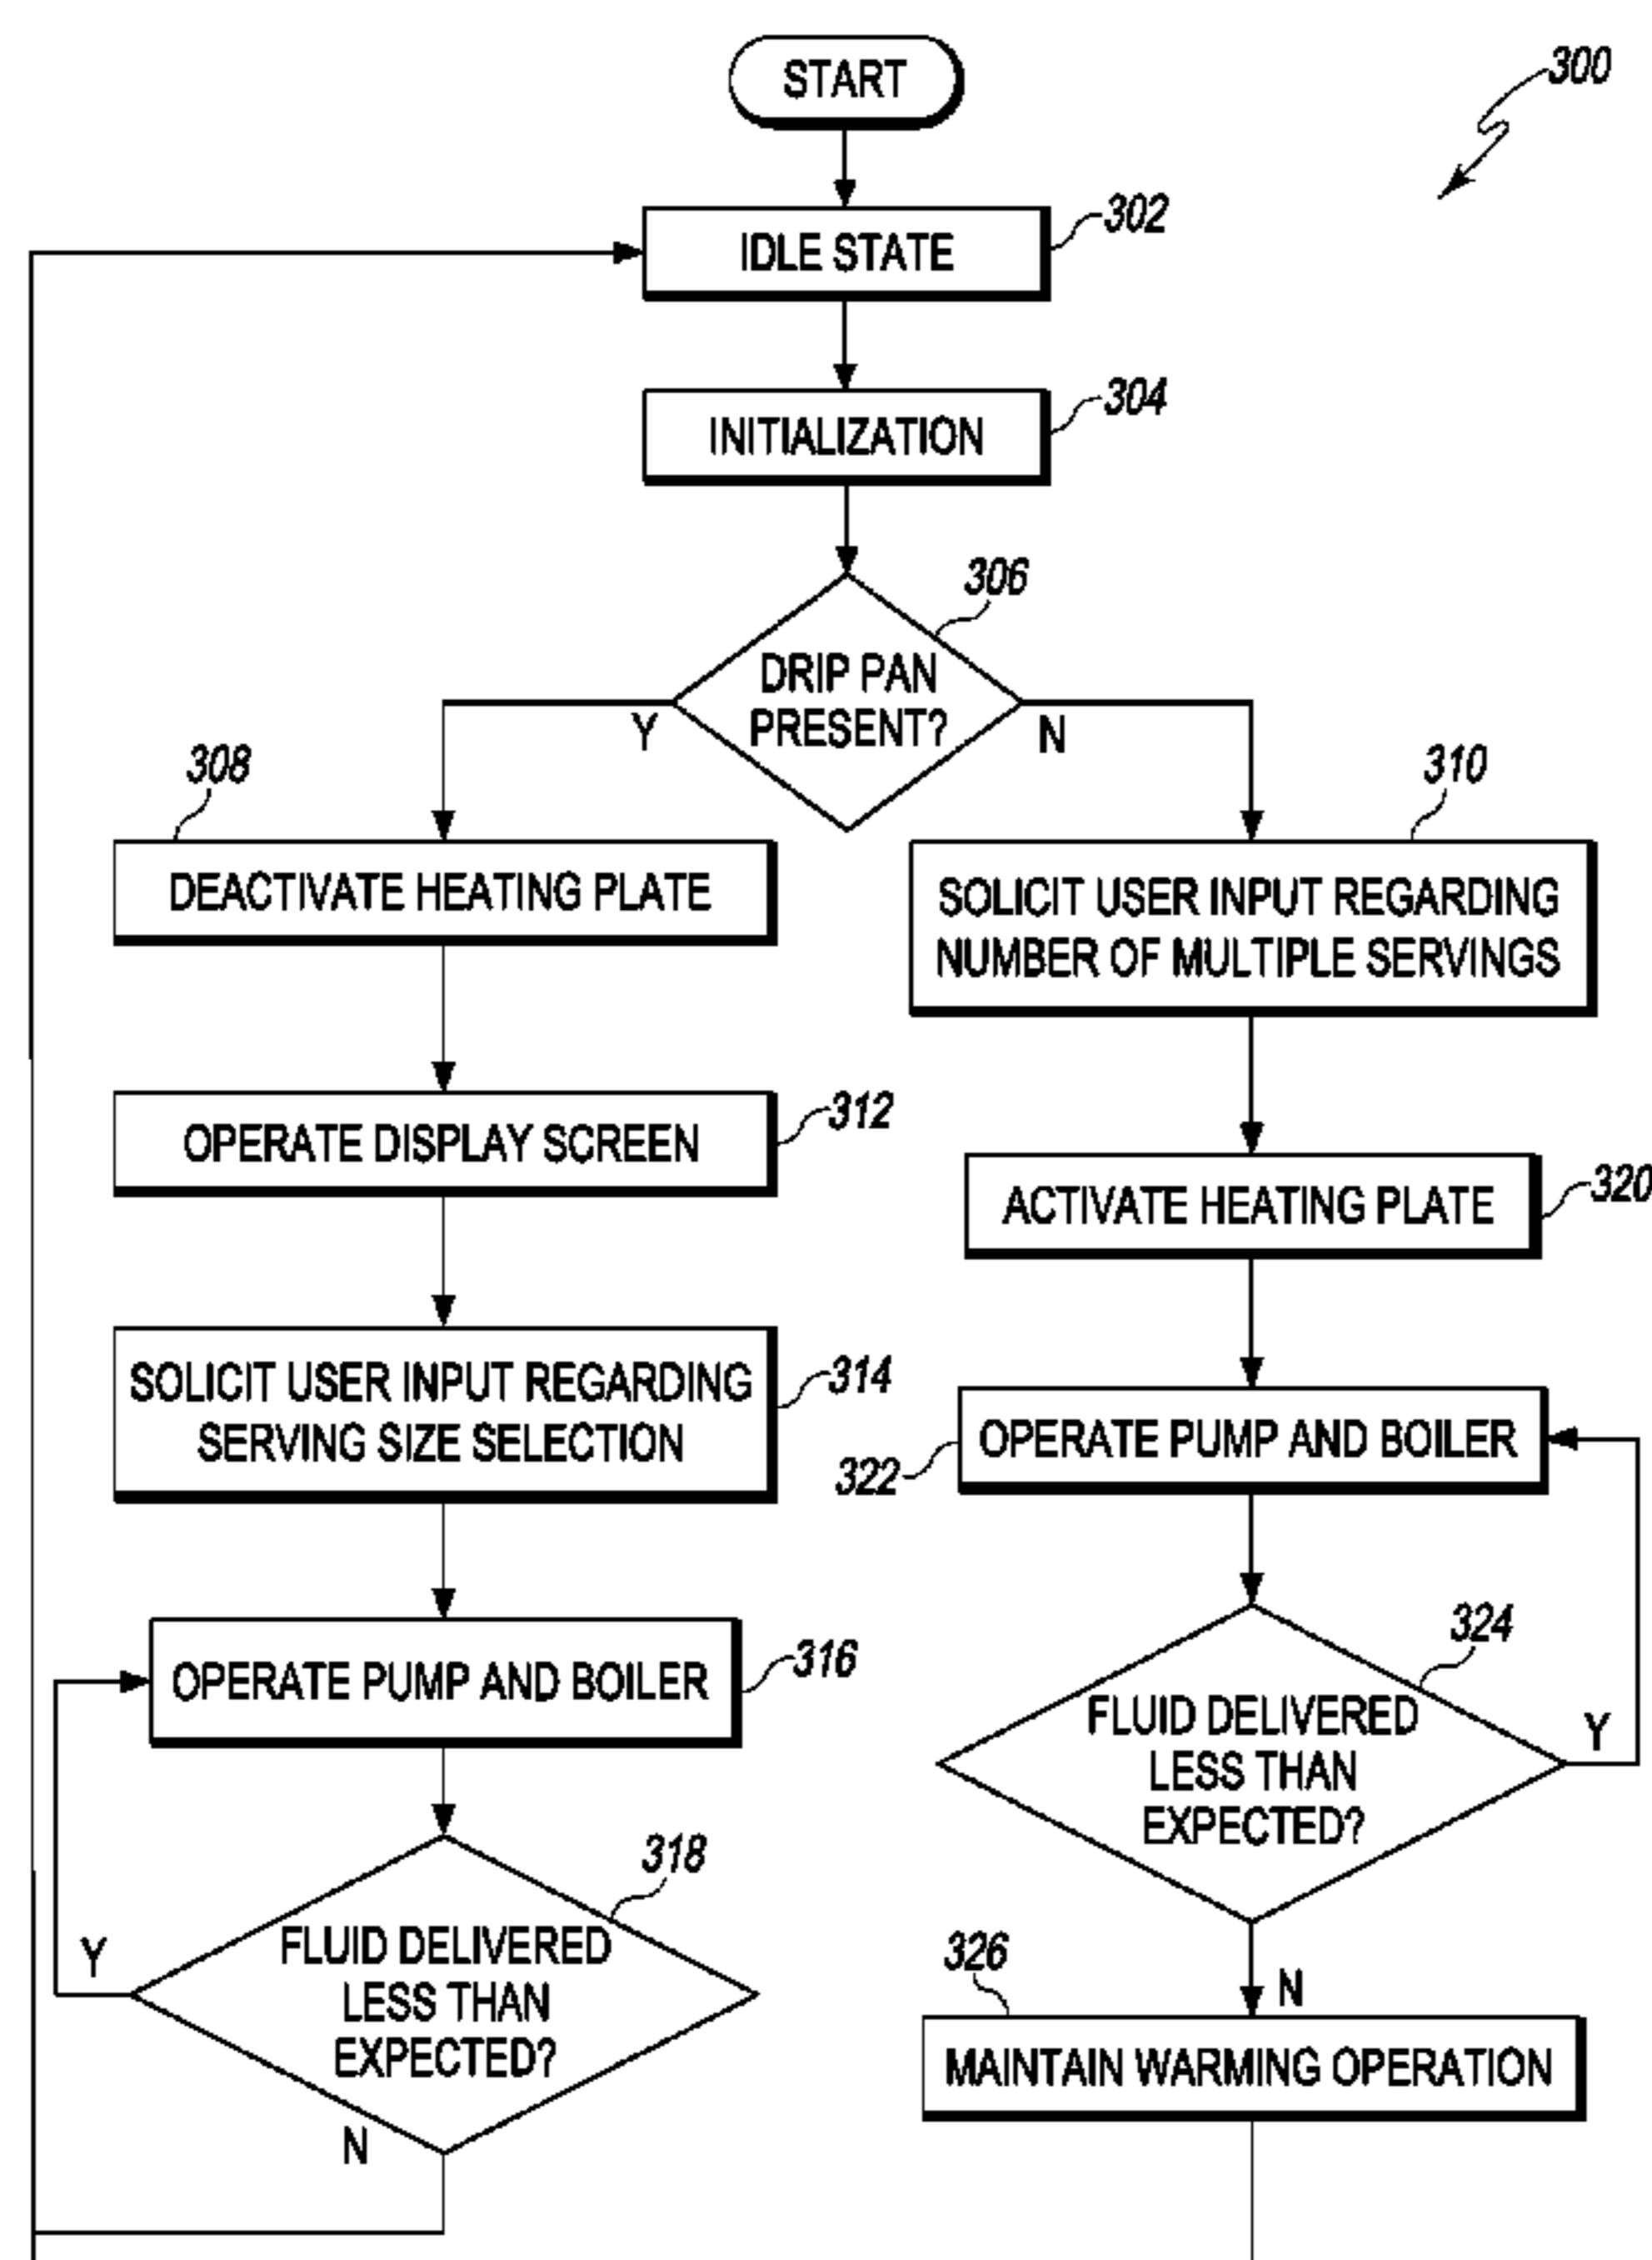 START
300
302
IDLE STATE
304
INITIALIZATION
306
DRIP PAN
PRESENT?
Y
N
308
310
DEACTIVATE HEATING PLATE
SOLICIT USER INPUT REGARDING
NUMBER OF MULTIPLE SERVINGS
312
OPERATE DISPLAY SCREEN
320
ACTIVATE HEATING PLATE
314
SOLICIT USER INPUT REGARDING
SERVING SIZE SELECTION
OPERATE PUMP AND BOILER
322
316
OPERATE PUMP AND BOILER
324
FLUID DELIVERED
LESS THAN
EXPECTED?
Y
318
FLUID DELIVERED
LESS THAN
EXPECTED?
Y
N
326
N
MAINTAIN WARMING OPERATION